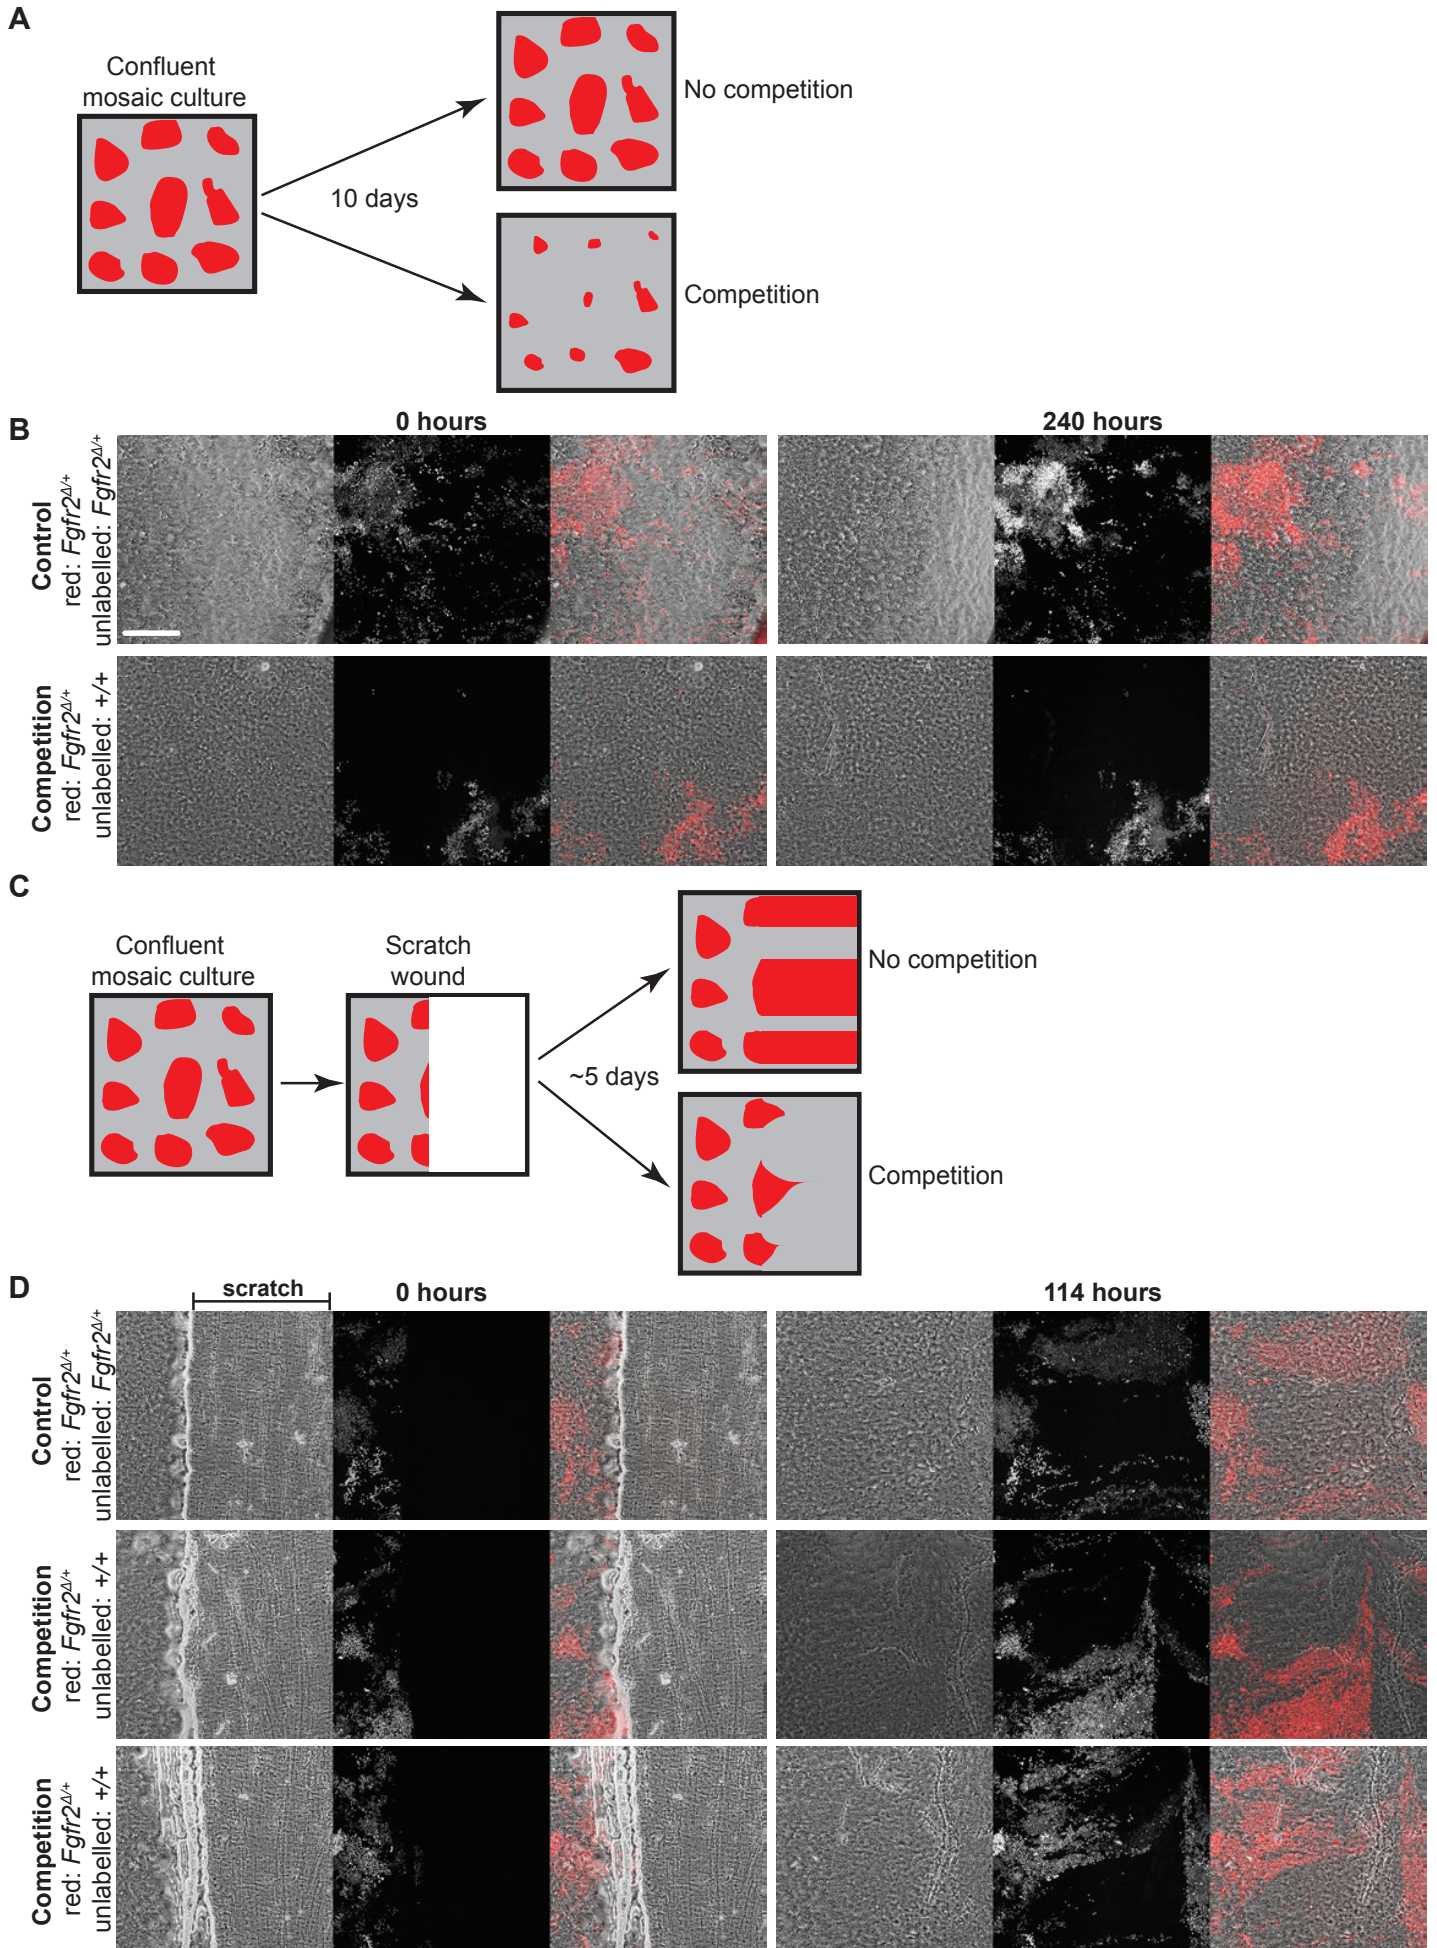 A
Confluent
mosaic culture
10 days
No competition
Competition
B
0 hours
240 hours
Control
red: Fgfr2Δ/+
unlabelled: Fgfr2Δ/+
Competition
red: Fgfr2Δ/+
unlabelled: +/+
C
Confluent
mosaic culture
Scratch
wound
~5 days
No competition
Competition
D
scratch
0 hours
114 hours
Control
red: Fgfr2Δ/+
unlabelled: Fgfr2Δ/+
Competition
red: Fgfr2Δ/+
unlabelled: +/+
Competition
red: Fgfr2Δ/+
unlabelled: +/+